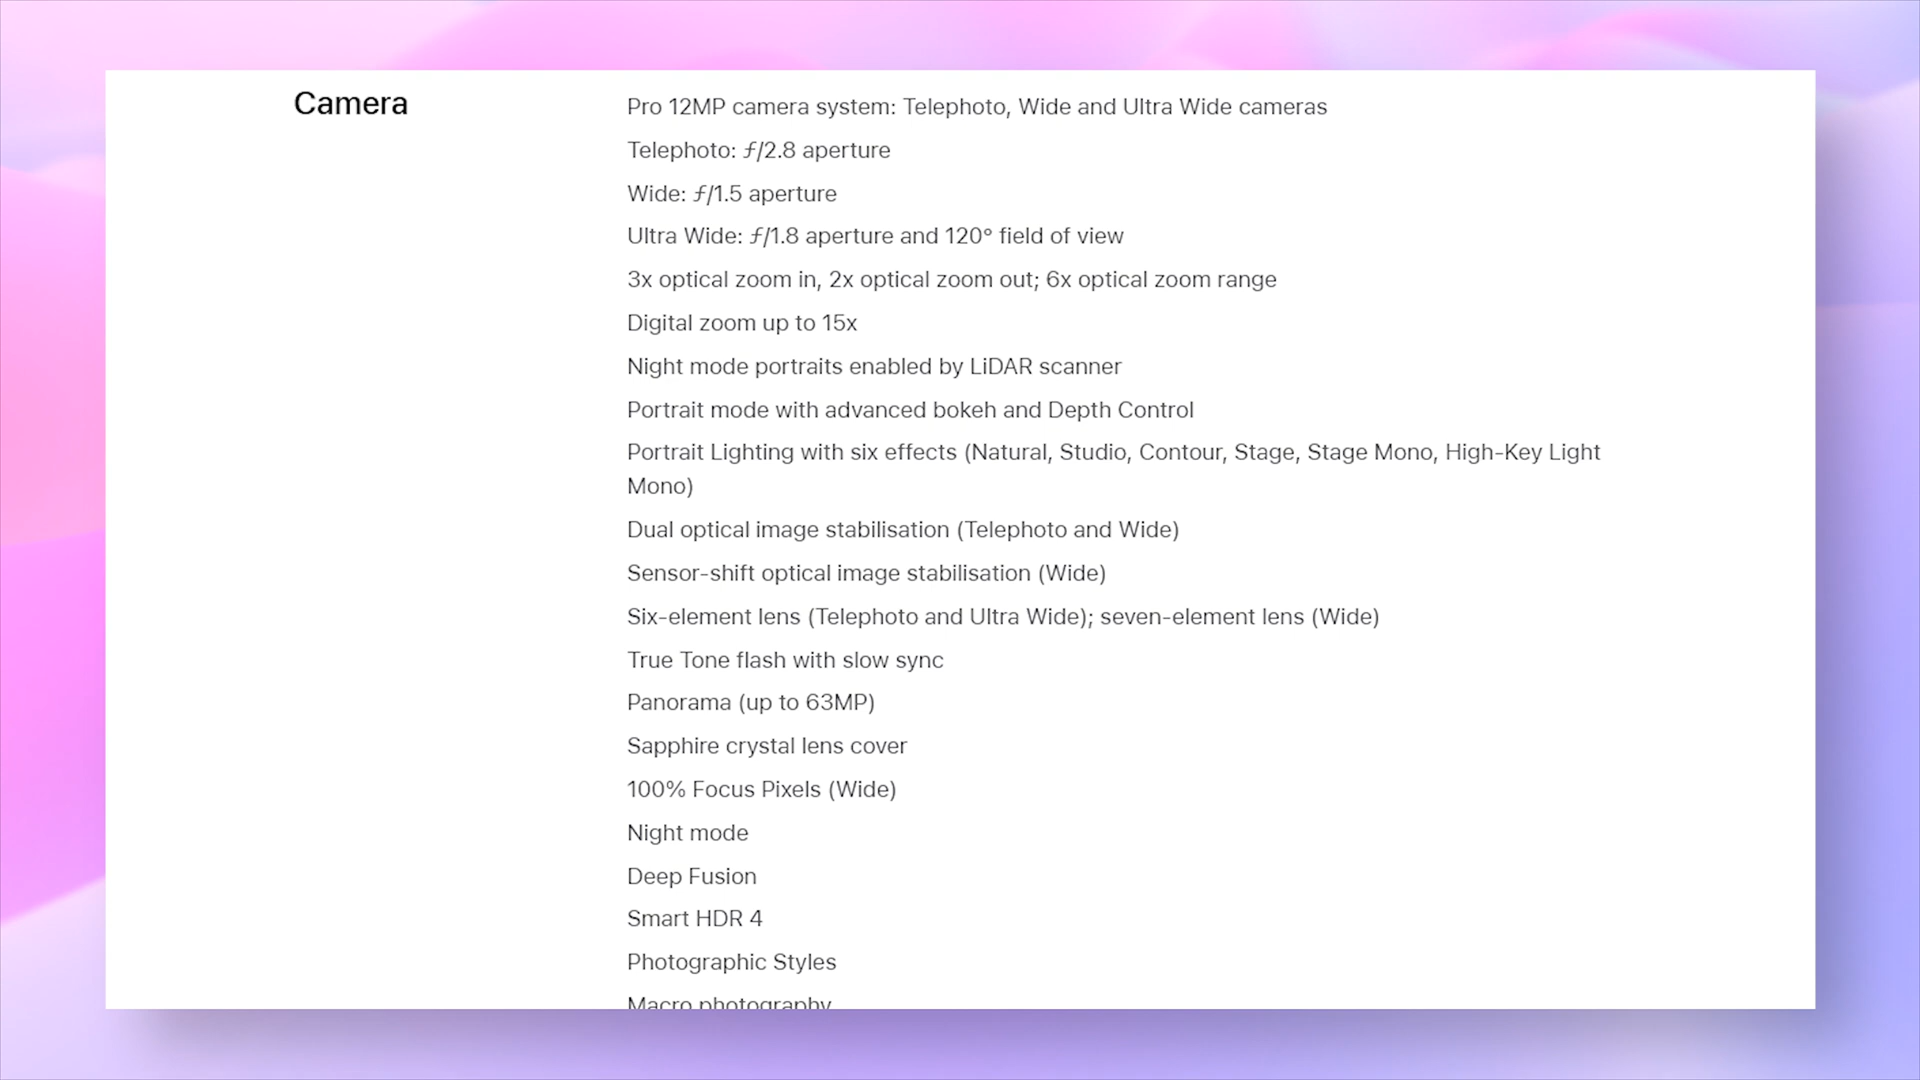 Camera
Pro 12MP camera system: Telephoto, Wide and Ultra Wide cameras
Telephoto: ƒ/2.8 aperture
Wide: ƒ/1.5 aperture
Ultra Wide: ƒ/1.8 aperture and 120° field of view
3x optical zoom in, 2x optical zoom out; 6x optical zoom range
Digital zoom up to 15x
Night mode portraits enabled by LiDAR scanner
Portrait mode with advanced bokeh and Depth Control
Portrait Lighting with six effects (Natural, Studio, Contour, Stage, Stage Mono, High-Key Light
Mono)
Dual optical image stabilisation (Telephoto and Wide)
Sensor-shift optical image stabilisation (Wide)
Six-element lens (Telephoto and Ultra Wide); seven-element lens (Wide)
True Tone flash with slow sync
Panorama (up to 63MP)
Sapphire crystal lens cover
100% Focus Pixels (Wide)
Night mode
Deep Fusion
Smart HDR 4
Photographic Styles
Macro photography